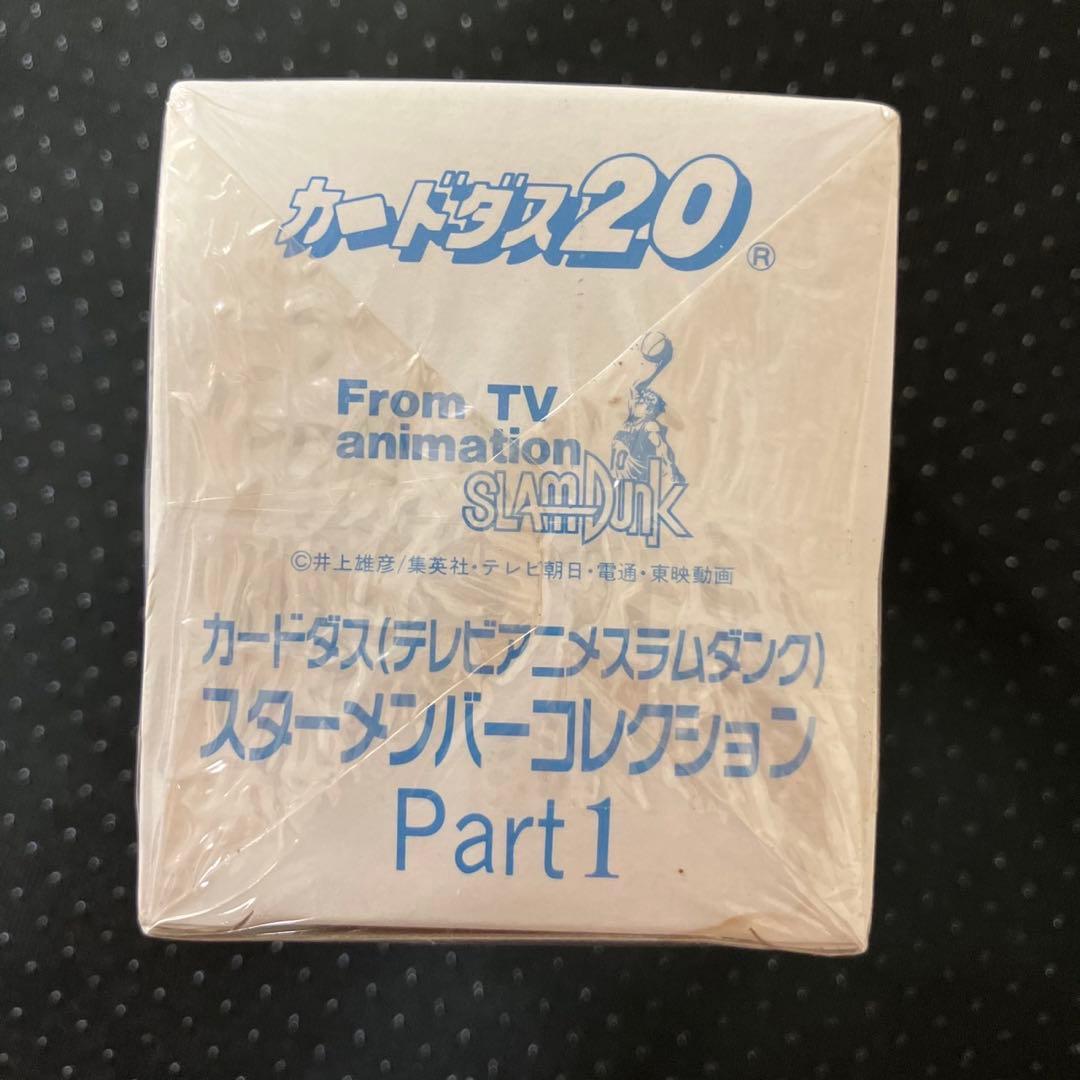 カードダス20®
From TV
animation
SLAM DUNK
©井上雄彦/集英社・テレビ朝日・電通・東映動画
カードダス(テレビアニメスラムダンク)
スターメンバーコレクション
Part1